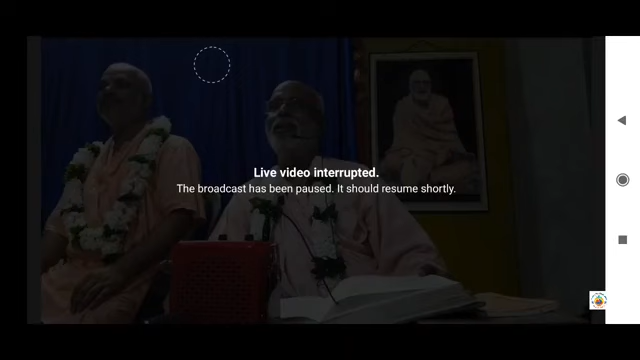 Live video interrupted.
The broadcast has been paused. It should resume shortly.